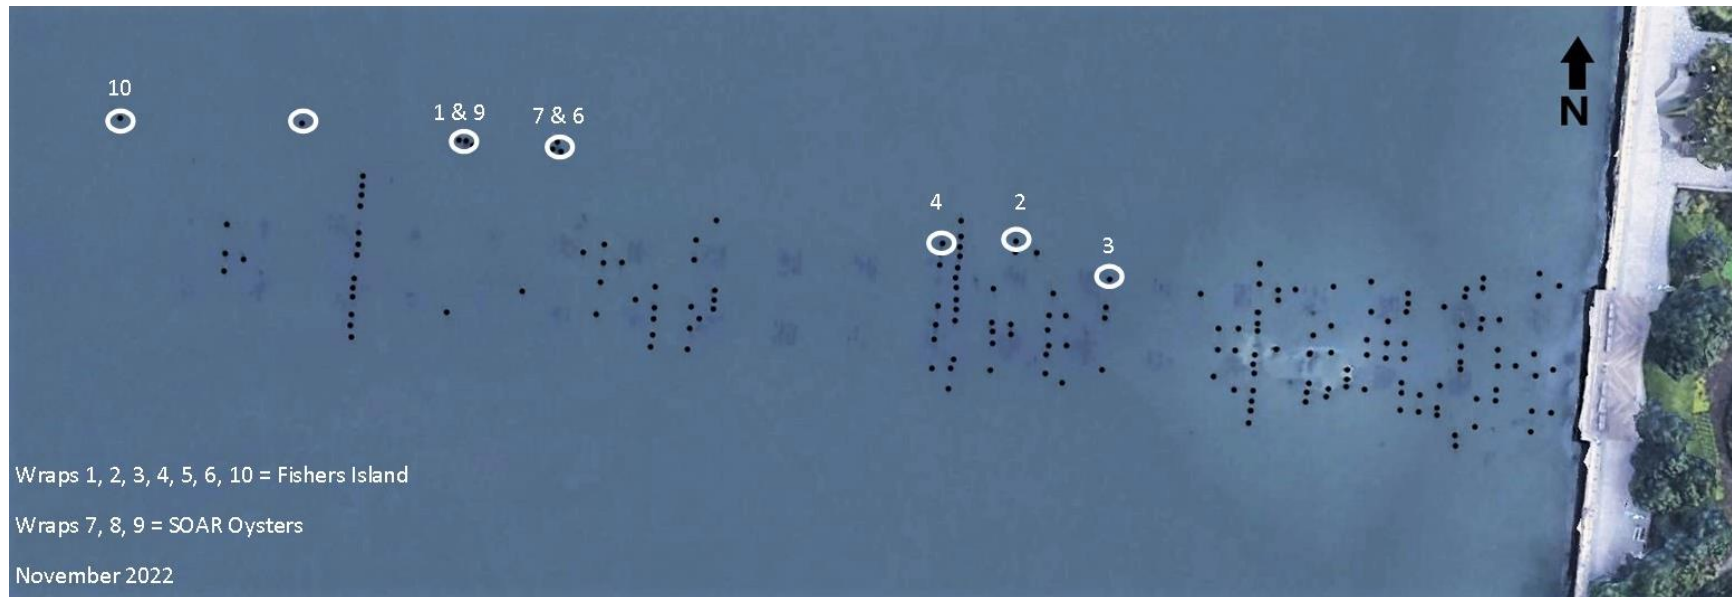 N
10
1 & 9
7 & 6
4
2
3
Wraps 1, 2, 3, 4, 5, 6, 10 = Fishers Island
Wraps 7, 8, 9 = SOAR Oysters
November 2022